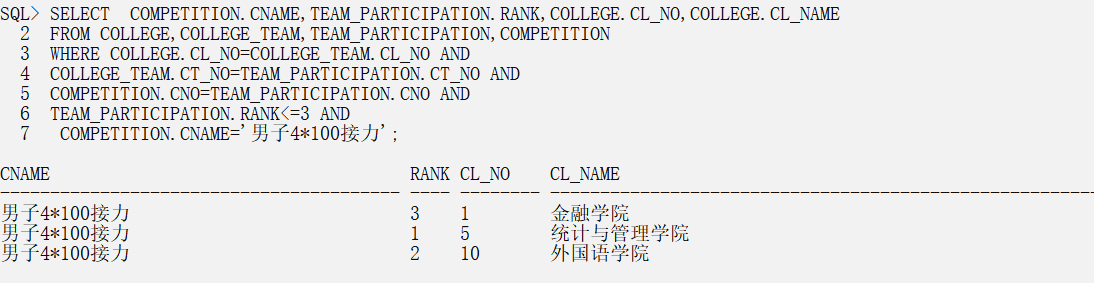 SQL> SELECT  COMPETITION.CNAME,TEAM_PARTICIPATION.RANK,COLLEGE.CL_NO,COLLEGE.CL_NAME
  2  FROM COLLEGE,COLLEGE_TEAM,TEAM_PARTICIPATION,COMPETITION
  3  WHERE COLLEGE.CL_NO=COLLEGE_TEAM.CL_NO AND
  4  COLLEGE_TEAM.CT_NO=TEAM_PARTICIPATION.CT_NO AND
  5  COMPETITION.CNO=TEAM_PARTICIPATION.CNO AND
  6  TEAM_PARTICIPATION.RANK<=3 AND
  7   COMPETITION.CNAME='男子4*100接力';
CNAME                                    RANK CL_NO    CL_NAME
---------------------------------------- ---- -------- -------------------------------------------------------
男子4*100接力                            3    1        金融学院
男子4*100接力                            1    5        统计与管理学院
男子4*100接力                            2    10       外国语学院